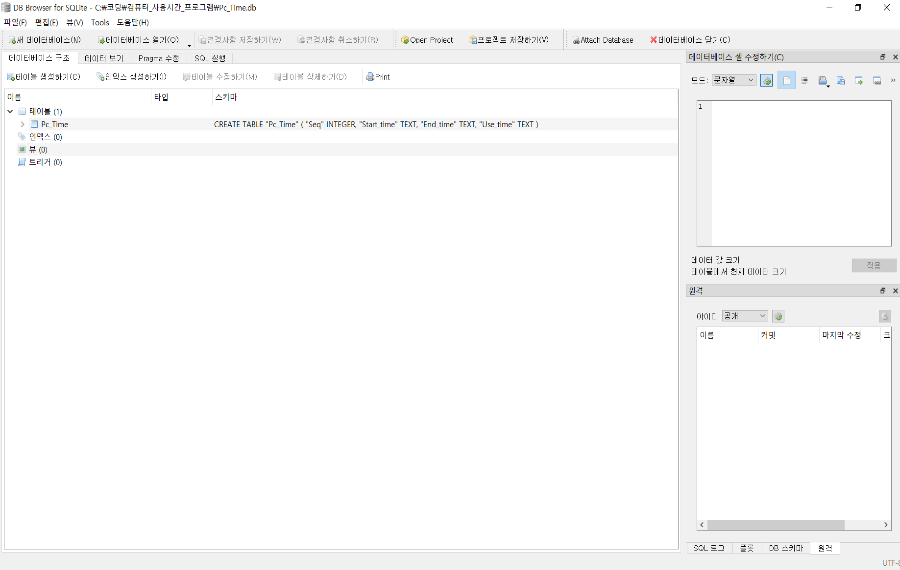 DB Browser for SQLite - C:₩코딩₩컴퓨터_사용시간_프로그램₩Pc_Time.db
파일(F) 편집(E) 뷰(V) Tools 도움말(H)
새 데이터베이스(N) 데이터베이스 열기(O) 변경사항 저장하기(W) 변경사항 취소하기(R) Open Project 프로젝트 저장하기(V) Attach Database 데이터베이스 닫기(C)
데이터베이스 구조 데이터 보기 Pragma 수정 SQL 실행
테이블 생성하기(C) 인덱스 생성하기(I) 테이블 수정하기(M) 테이블 삭제하기(D) Print
이름 타입 스키마
테이블 (1)
Pc_Time CREATE TABLE "Pc_Time" ( "Seq" INTEGER, "Start_time" TEXT, "End_time" TEXT, "Use_time" TEXT )
인덱스 (0)
뷰 (0)
트리거 (0)
데이터베이스 셀 수정하기(C)
모드: 문자열
1
데이터 값 크기
테이블에서 현재 데이터 크기
적용
원격
아이디 공개
이름 커밋 마지막 수정 크
SQL 로그 플롯 DB 스키마 원격
UTF-8